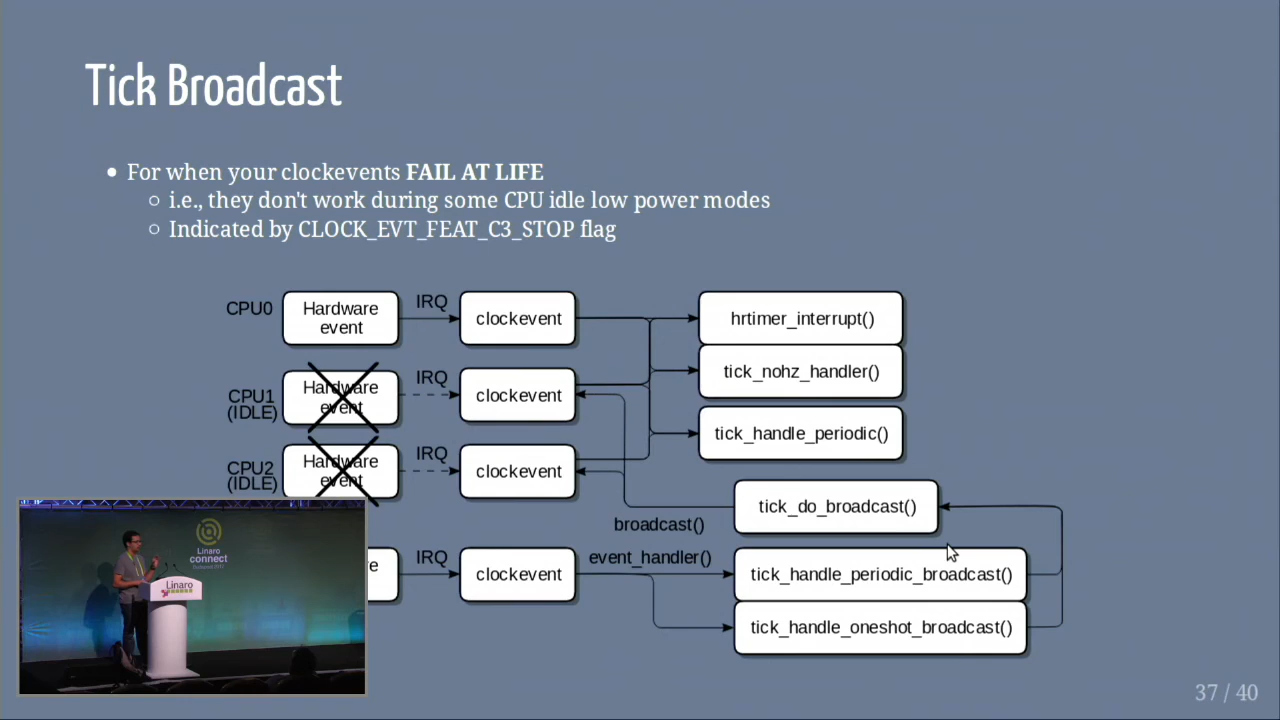 Tick Broadcast
For when your clockevents FAIL AT LIFE
i.e., they don't work during some CPU idle low power modes
Indicated by CLOCK_EVT_FEAT_C3_STOP flag
CPU0
Hardware
event
IRQ
clockevent
hrtimer_interrupt()
tick_nohz_handler()
CPU1
(IDLE)
Hardware
event
IRQ
clockevent
tick_handle_periodic()
CPU2
(IDLE)
Hardware
event
IRQ
clockevent
tick_do_broadcast()
broadcast()
IRQ
clockevent
event_handler()
tick_handle_periodic_broadcast()
tick_handle_oneshot_broadcast()
Linaro
connect
Linaro
37 / 40